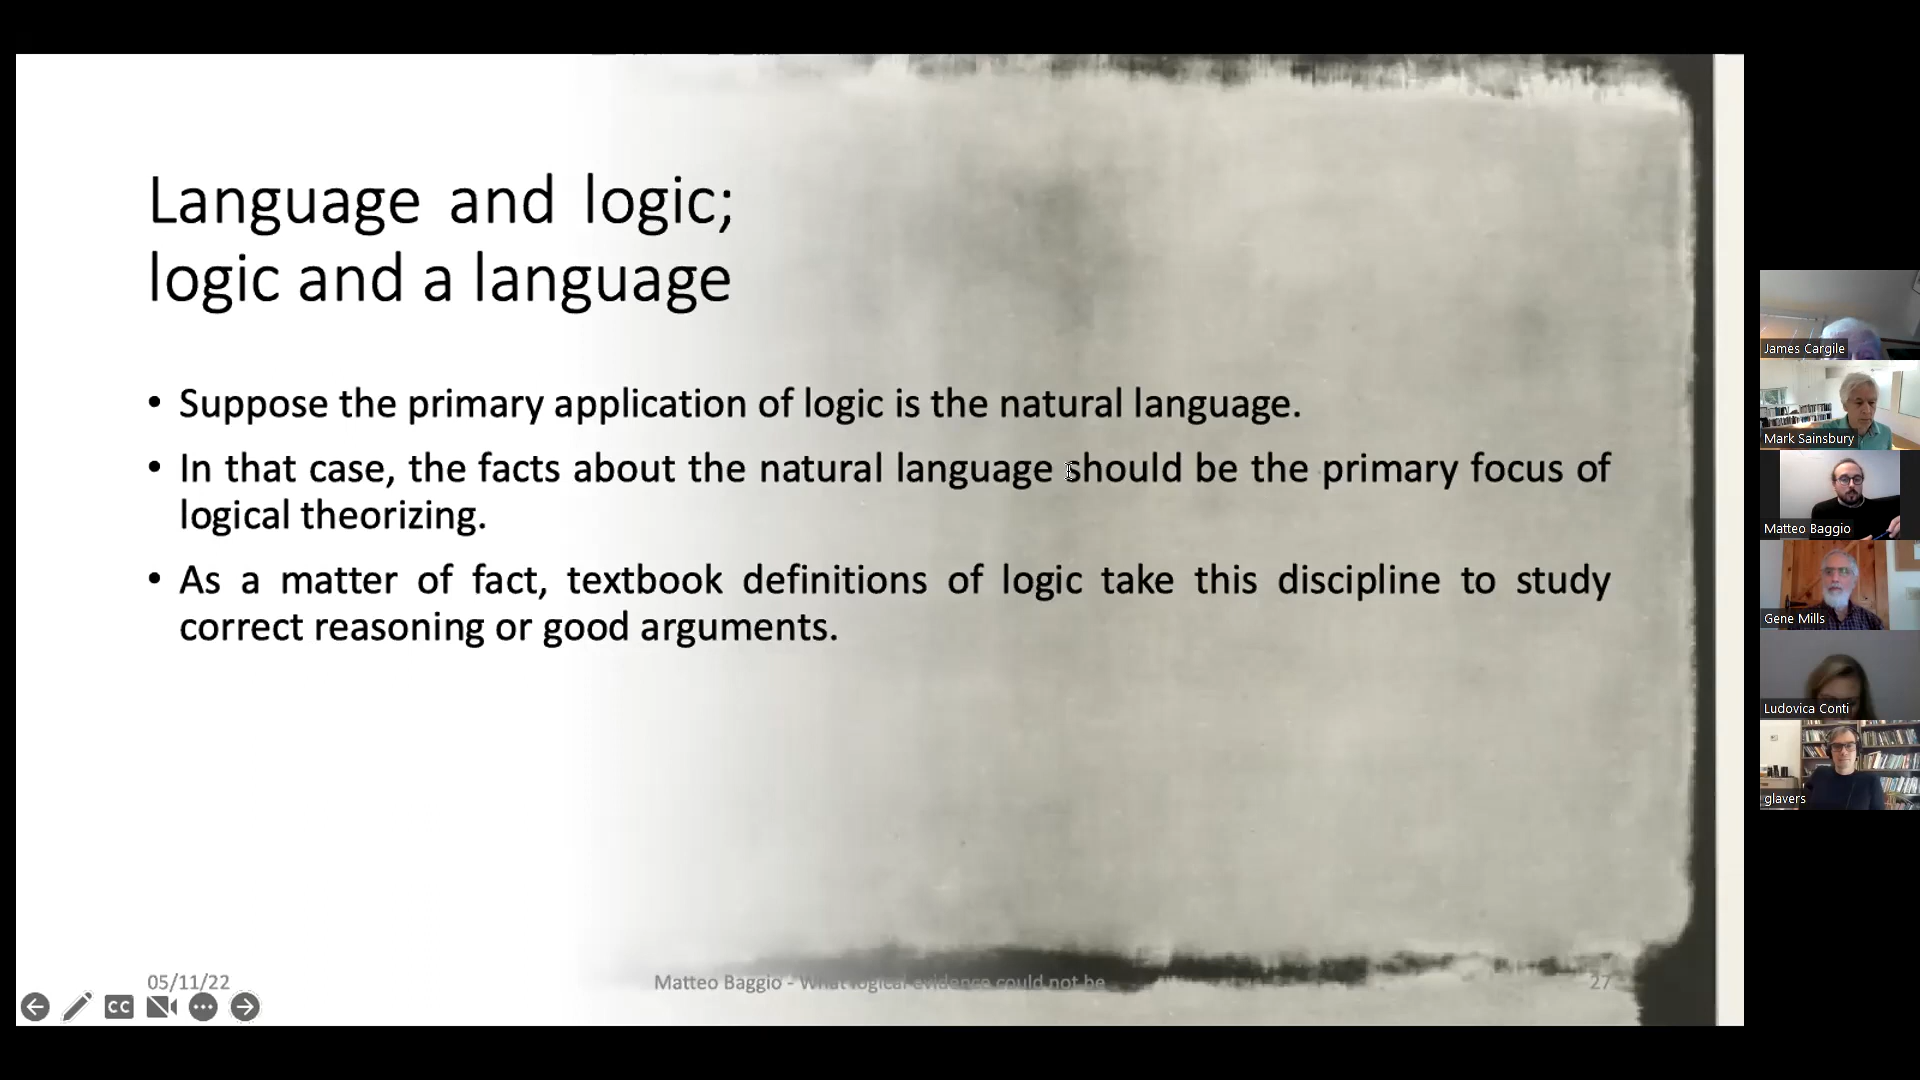 Language and logic;
logic and a language
• Suppose the primary application of logic is the natural language.
• In that case, the facts about the natural language should be the primary focus of
logical theorizing.
• As a matter of fact, textbook definitions of logic take this discipline to study
correct reasoning or good arguments.
05/11/22
Matteo Baggio - What logical evidence could not be
27
CC
James Cargile
Mark Sainsbury
Matteo Baggio
Gene Mills
Ludovica Conti
glavers